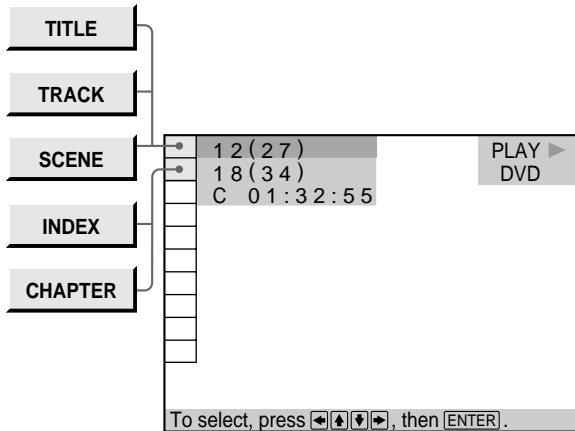 TITLE
TRACK
SCENE
INDEX
CHAPTER
12(27)
18(34)
C 01:32:55
PLAY ▶
DVD
To select, press ←↑↓→, then ENTER.